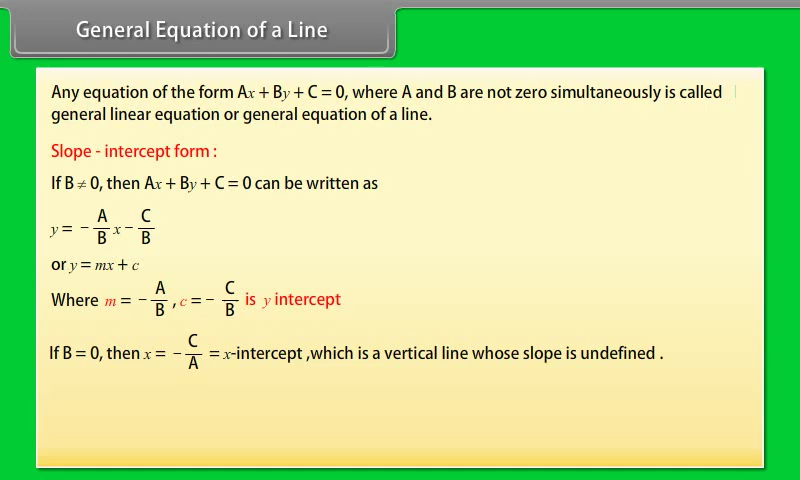 General Equation of a Line
Any equation of the form Ax + By + C = 0, where A and B are not zero simultaneously is called
general linear equation or general equation of a line.
Slope - intercept form :
If B ≠ 0, then Ax + By + C = 0 can be written as
y = - A/B x - C/B
or y = mx + c
Where m = - A/B , c = - C/B is y intercept
If B = 0, then x = - C/A = x-intercept ,which is a vertical line whose slope is undefined .